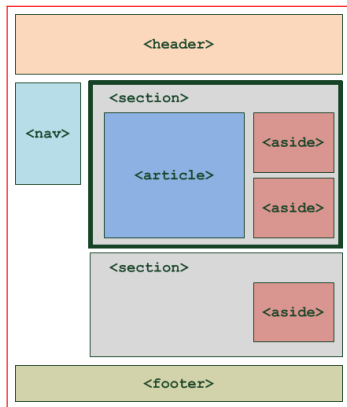 <header>
<nav>
<section>
<article>
<aside>
<aside>
<section>
<aside>
<footer>